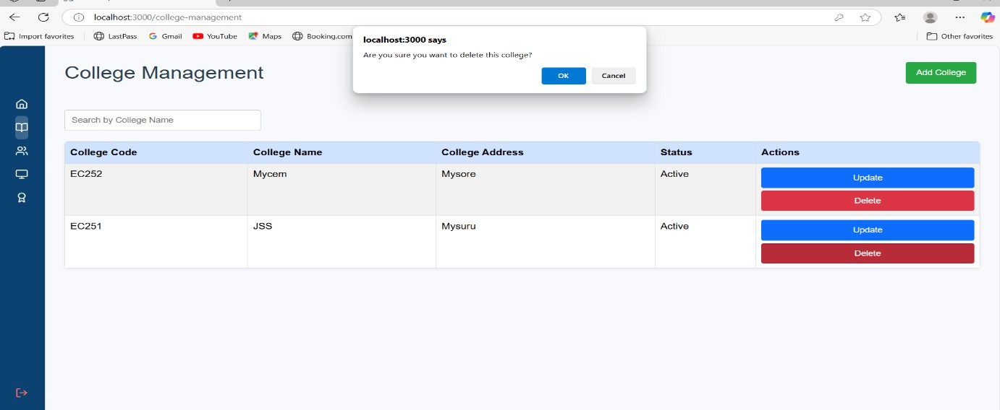 localhost:3000/college-management
Import favorites LastPass Gmail YouTube Maps Booking.com Other favorites
localhost:3000 says
Are you sure you want to delete this college?
OK Cancel
College Management Add College
Search by College Name
College Code College Name College Address Status Actions
EC252 Mycem Mysore Active Update
Delete
EC251 JSS Mysuru Active Update
Delete